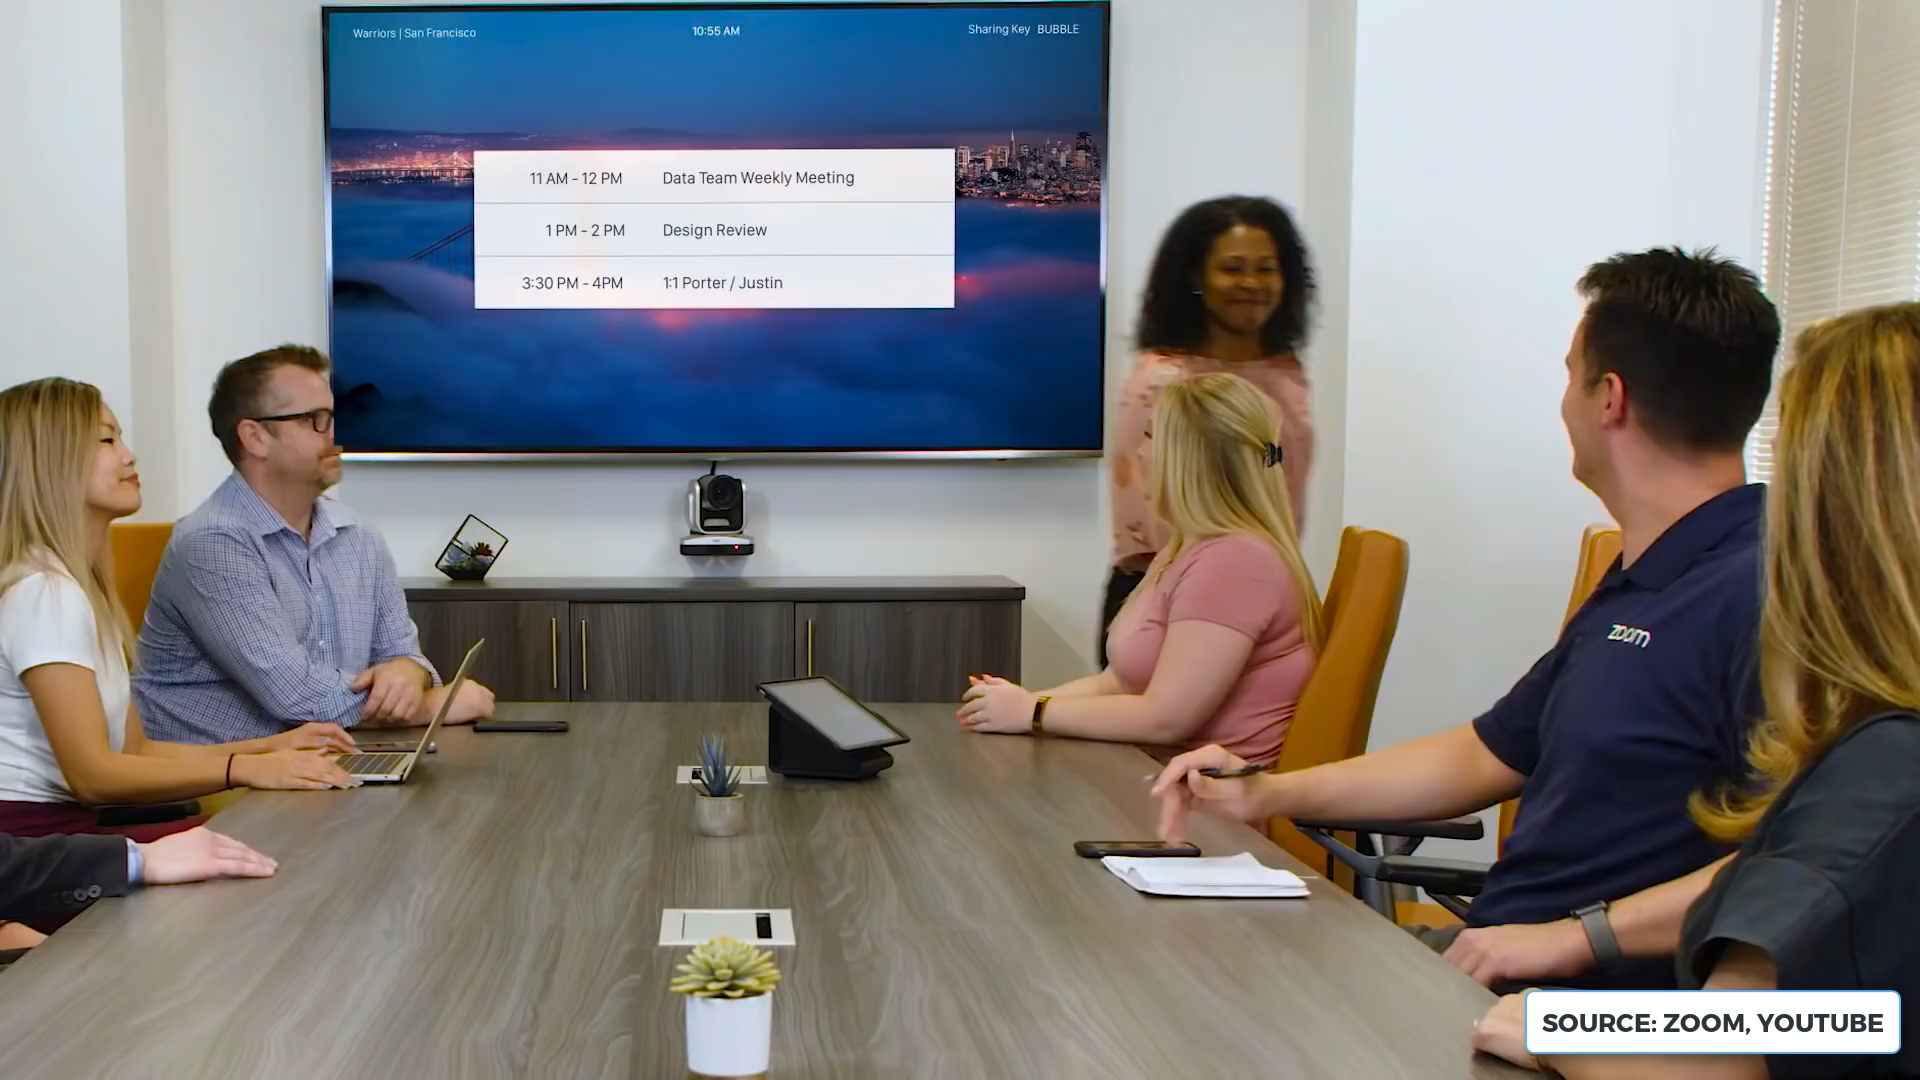 Warriors | San Francisco
10:55 AM
Sharing Key BUBBLE
11 AM - 12 PM Data Team Weekly Meeting
1 PM - 2 PM Design Review
3:30 PM - 4PM 1:1 Porter / Justin
zoom
SOURCE: ZOOM, YOUTUBE